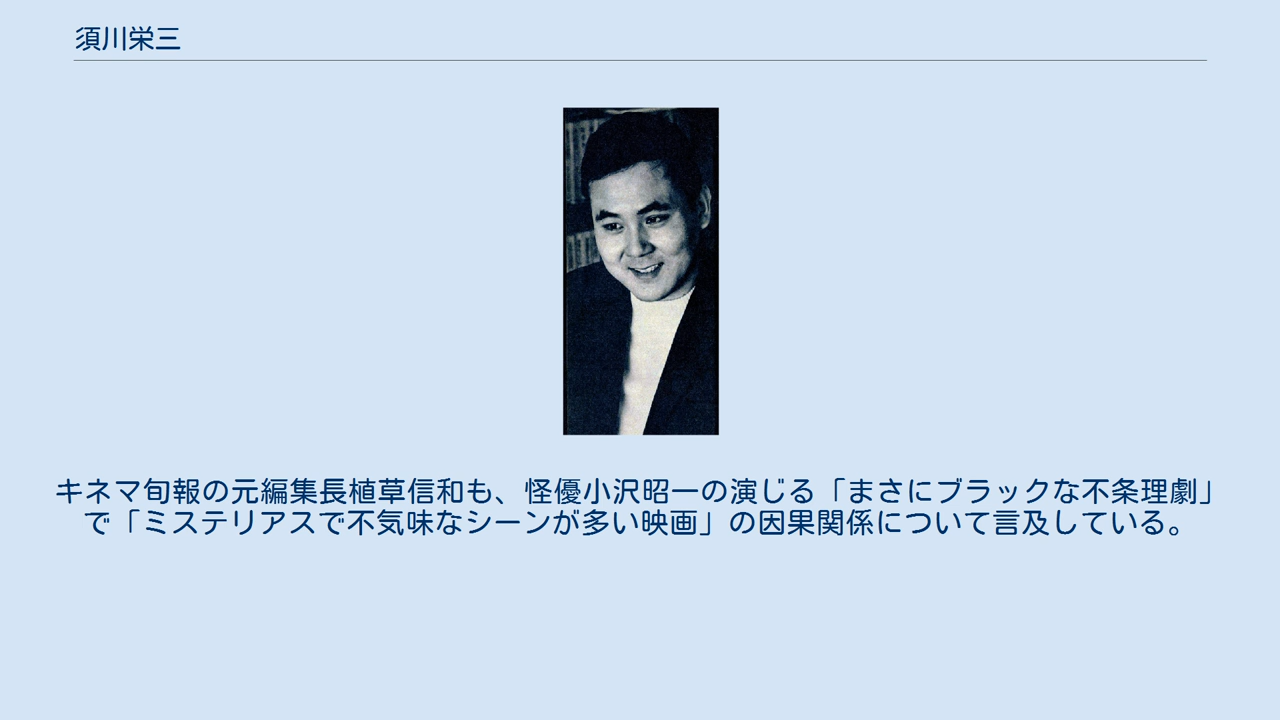 須川栄三
キネマ旬報の元編集長植草信和も、怪優小沢昭一の演じる「まさにブラックな不条理劇」
で「ミステリアスで不気味なシーンが多い映画」の因果関係について言及している。